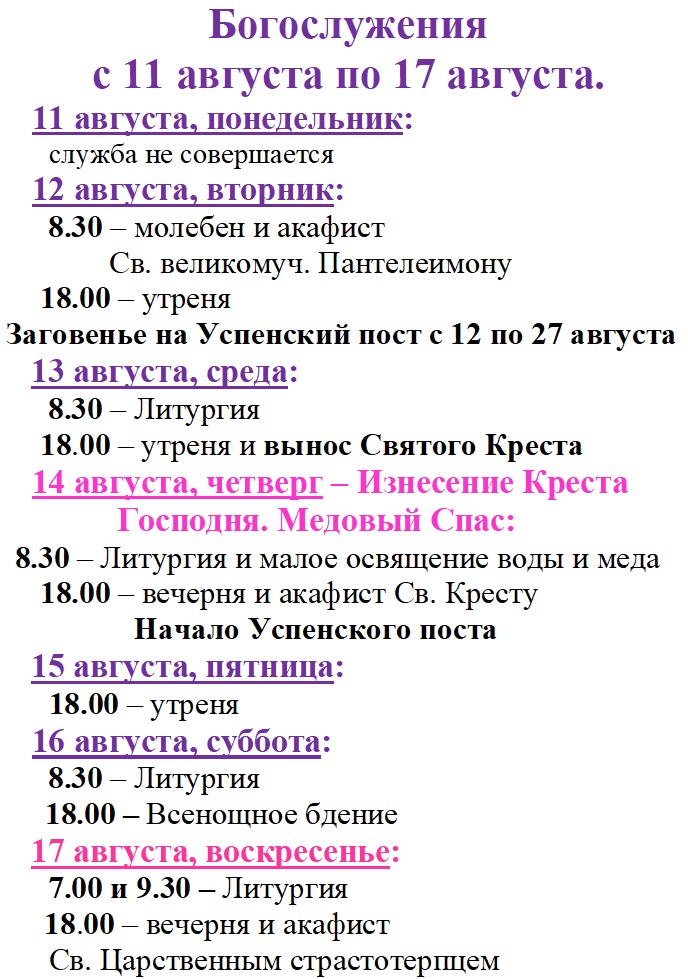 Богослужения
с 11 августа по 17 августа.
11 августа, понедельник:
служба не совершается
12 августа, вторник:
8.30 – молебен и акафист
Св. великомуч. Пантелеимону
18.00 – утреня
Заговенье на Успенский пост с 12 по 27 августа
13 августа, среда:
8.30 – Литургия
18.00 – утреня и вынос Святого Креста
14 августа, четверг – Изнесение Креста
Господня. Медовый Спас:
8.30 – Литургия и малое освящение воды и меда
18.00 – вечерня и акафист Св. Кресту
Начало Успенского поста
15 августа, пятница:
18.00 – утреня
16 августа, суббота:
8.30 – Литургия
18.00 – Всенощное бдение
17 августа, воскресенье:
7.00 и 9.30 – Литургия
18.00 – вечерня и акафист
Св. Царственным страстотерпцем